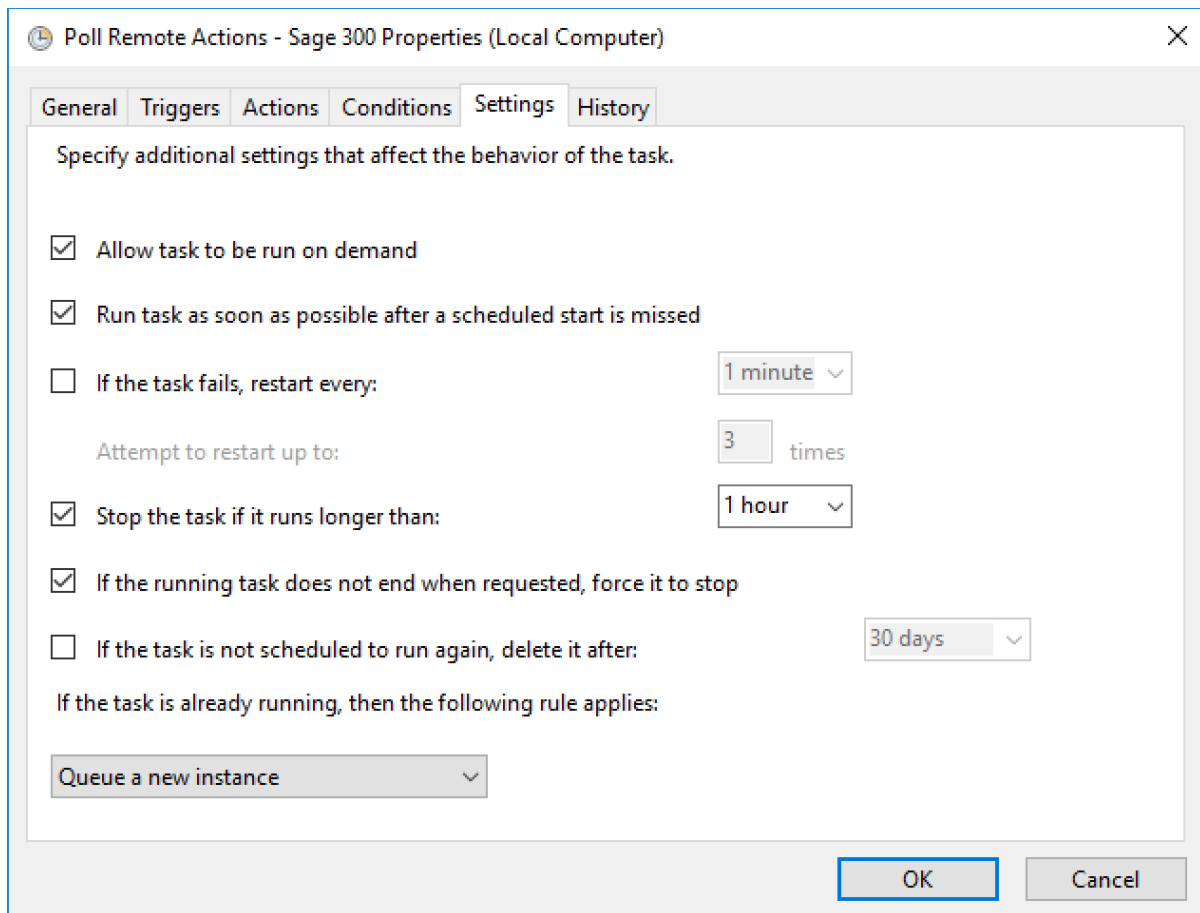 Poll Remote Actions - Sage 300 Properties (Local Computer)
General Triggers Actions Conditions Settings History
Specify additional settings that affect the behavior of the task.
Allow task to be run on demand
Run task as soon as possible after a scheduled start is missed
If the task fails, restart every: 1 minute
Attempt to restart up to: 3 times
Stop the task if it runs longer than: 1 hour
If the running task does not end when requested, force it to stop
If the task is not scheduled to run again, delete it after: 30 days
If the task is already running, then the following rule applies:
Queue a new instance
OK Cancel